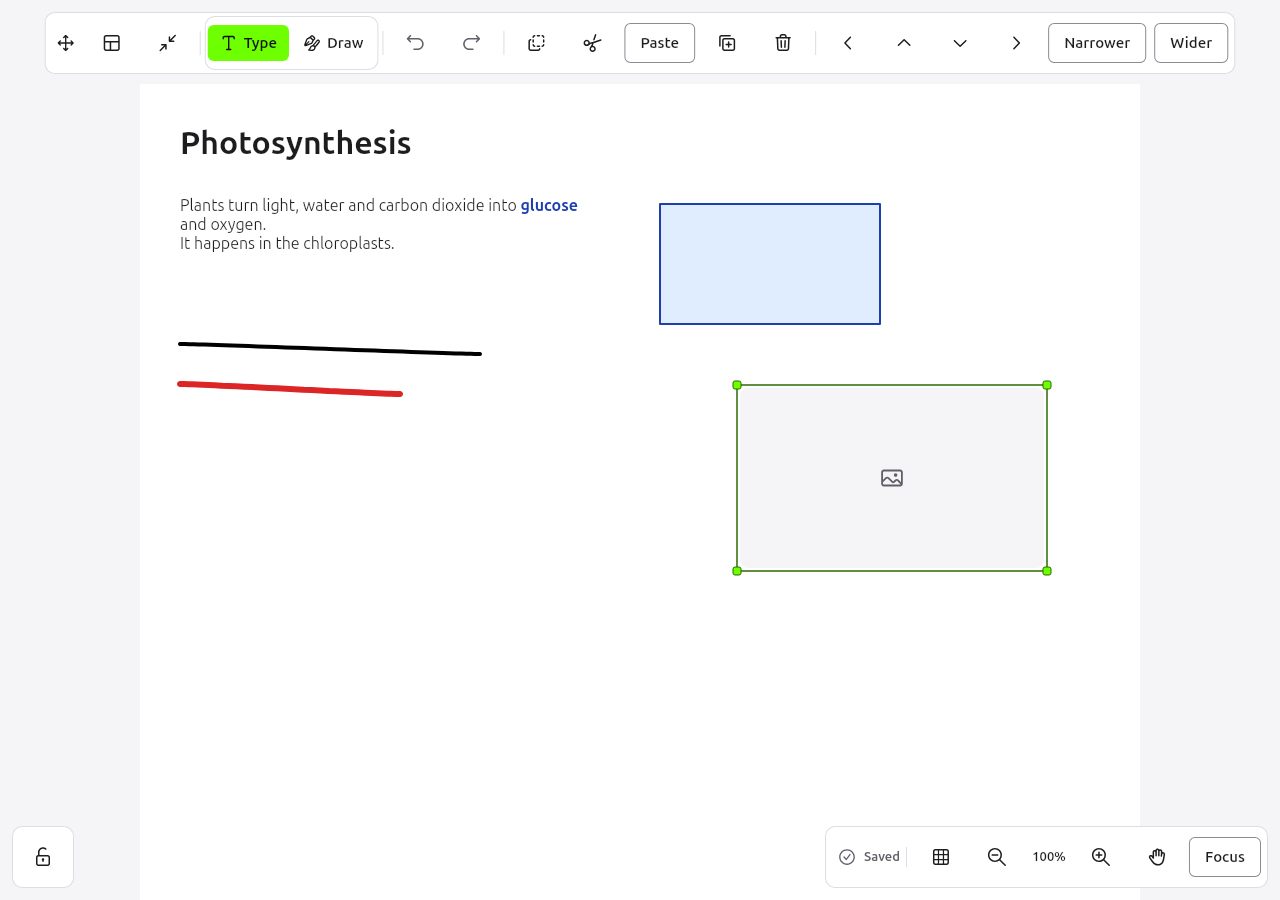 Type
Draw
Paste
Narrower
Wider
Photosynthesis
Plants turn light, water and carbon dioxide into glucose
and oxygen.
It happens in the chloroplasts.
Saved
100%
Focus